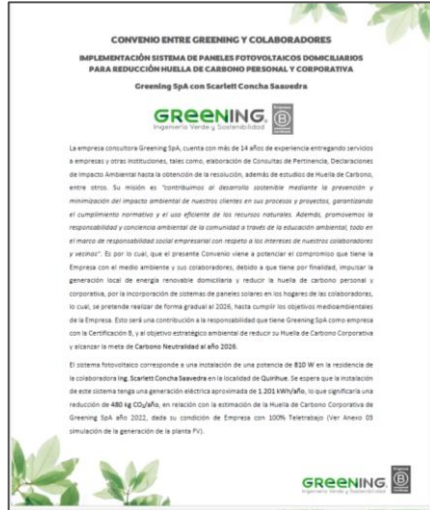 CONVENIO ENTRE GREENING Y COLABORADORES
IMPLEMENTACIÓN SISTEMA DE PANELES FOTOVOLTAICOS DOMICILIARIOS
PARA REDUCCIÓN HUELLA DE CARBONO PERSONAL Y CORPORATIVA
Greening SpA con Scarlett Concha Saavedra
GREENING.
Ingeniería Verde y Sostenibilidad
Empresa
B
Certificada
La empresa consultora Greening SpA, cuenta con más de 14 años de experiencia entregando servicios
a empresas y otras instituciones, tales como, elaboración de Consultas de Pertinencia, Declaraciones
de Impacto Ambiental hasta la obtención de la resolución, además de estudios de Huella de Carbono,
entre otros. Su misión es "contribuimos al desarrollo sostenible mediante la prevención y
minimización del impacto ambiental de nuestros clientes en sus procesos y proyectos, garantizando
el cumplimiento normativo y el uso eficiente de los recursos naturales. Además, promovemos la
responsabilidad y conciencia ambiental de la comunidad a través de la educación ambiental, todo en
el marco de responsabilidad social empresarial con respeto a los intereses de nuestros colaboradores
y vecinos". Es por lo cual, que el presente Convenio viene a potenciar el compromiso que tiene la
Empresa con el medio ambiente y sus colaboradores, debido a que tiene por finalidad, impulsar la
generación local de energía renovable domiciliaria y reducir la huella de carbono personal y
corporativa, por la incorporación de sistemas de paneles solares en los hogares de las colaboradores,
lo cual, se pretende realizar de forma gradual al 2026, hasta cumplir los objetivos medioambientales
de la Empresa. Esto será una contribución a la responsabilidad que tiene Greening SpA como empresa
con la Certificación B, y al objetivo estratégico ambiental de reducir su Huella de Carbono Corporativa
y alcanzar la meta de Carbono Neutralidad al año 2026.
El sistema fotovoltaico corresponde a una instalación de una potencia de 810 W en la residencia de
la colaboradora Ing. Scarlett Concha Saavedra en la localidad de Quirihue. Se espera que la instalación
de este sistema tenga una generación eléctrica aproximada de 1.201 kWh/año, lo que significaría una
reducción de 480 kg CO₂/año, en relación con la estimación de la Huella de Carbono Corporativa de
Greening SpA año 2022, dada su condición de Empresa con 100% Teletrabajo (Ver Anexo 03
simulación de la generación de la planta FV).
GREENING.
Ingeniería Verde y Sostenibilidad
B